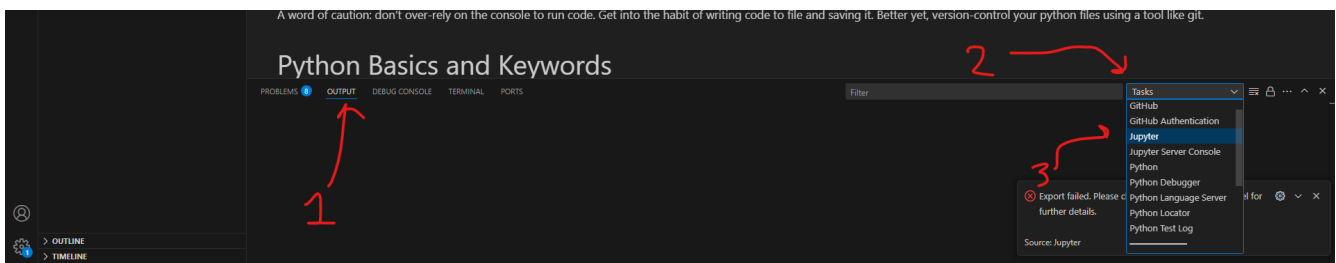 A word of caution: don't over-rely on the console to run code. Get into the habit of writing code to file and saving it. Better yet, version-control your python files using a tool like git.
Python Basics and Keywords
2
PROBLEMS 8 OUTPUT DEBUG CONSOLE TERMINAL PORTS Filter Tasks
GitHub
GitHub Authentication
Jupyter
Jupyter Server Console
3
Python
Python Debugger
1
Export failed. Please
Python Language Server
el for
further details.
Python Locator
Python Test Log
Source: Jupyter
OUTLINE
1
TIMELINE